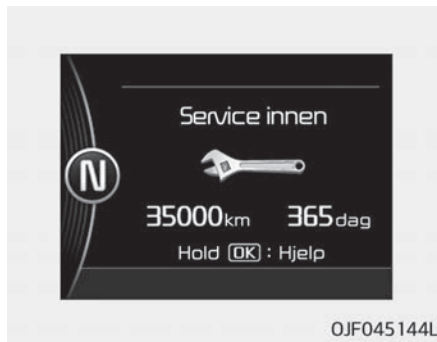 Service innen
N
35000km 365dag
Hold OK : Hjelp
OJF045144L